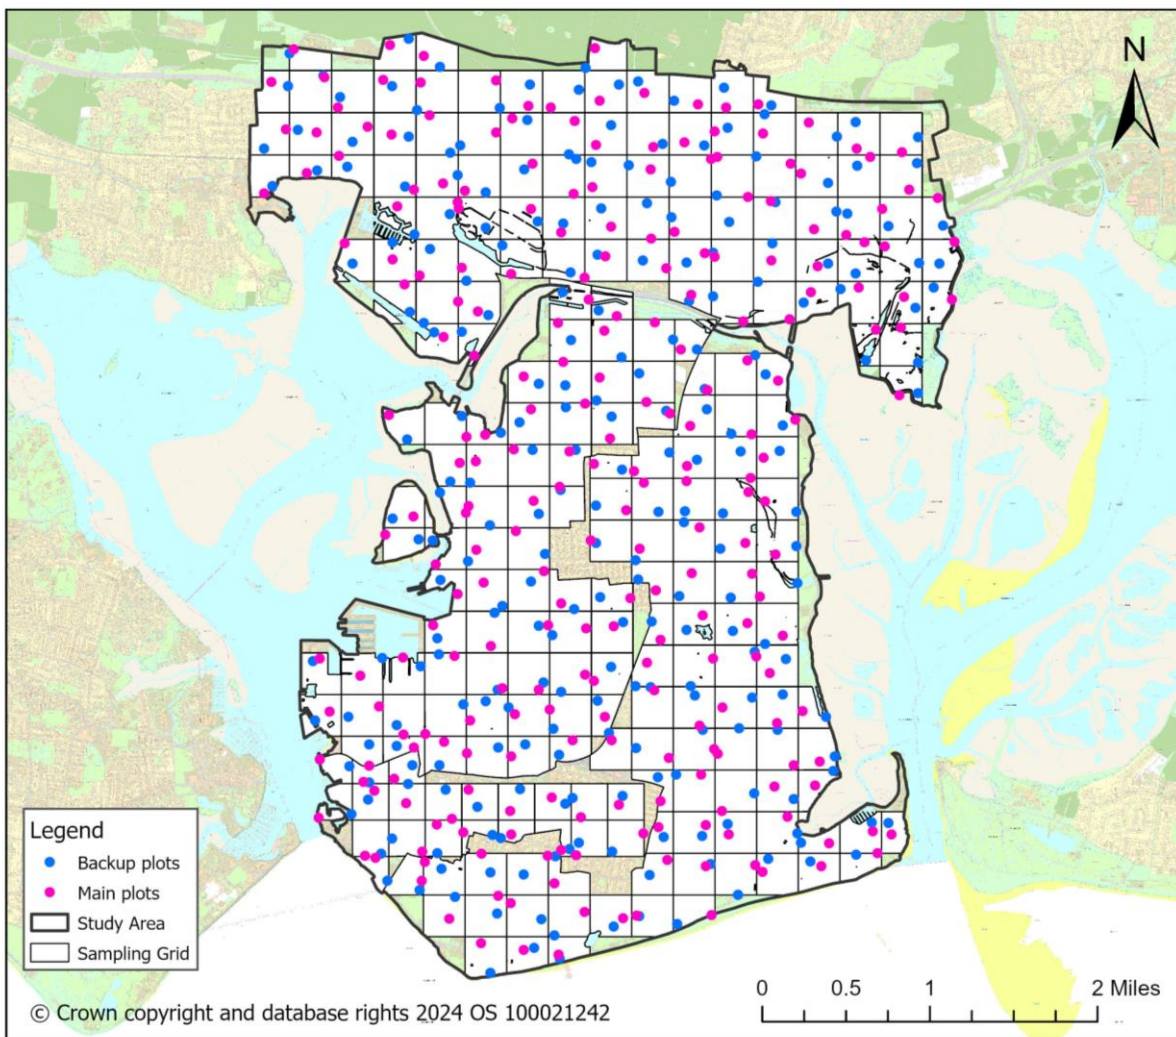 N
Legend
Backup plots
Main plots
Study Area
Sampling Grid
0 0.5 1 2 Miles
© Crown copyright and database rights 2024 OS 100021242